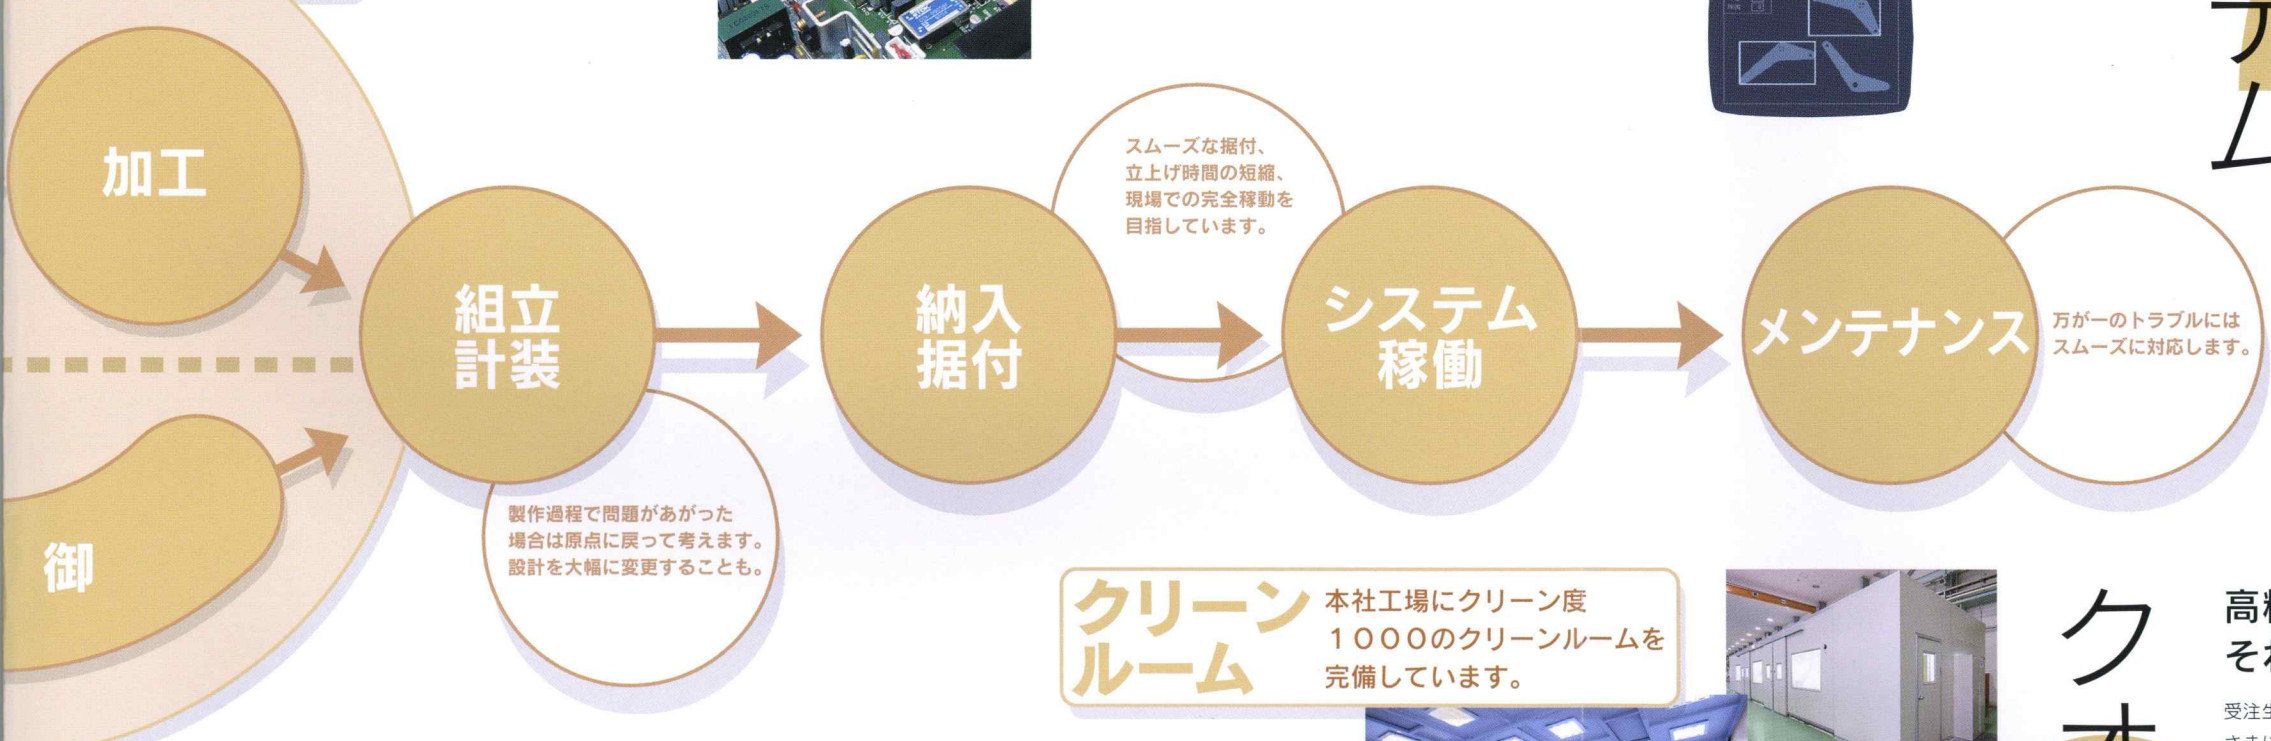 加工
組立
計装
製作過程で問題があがった
場合は原点に戻って考えます。
設計を大幅に変更することも。
御
納入
据付
スムーズな据付、
立上げ時間の短縮、
現場での完全稼動を
目指しています。
システム
稼働
メンテナンス
万が一のトラブルには
スムーズに対応します。
クリーン
ルーム
本社工場にクリーン度
1000のクリーンルームを
完備しています。
ム
ク
高
そ
受注生